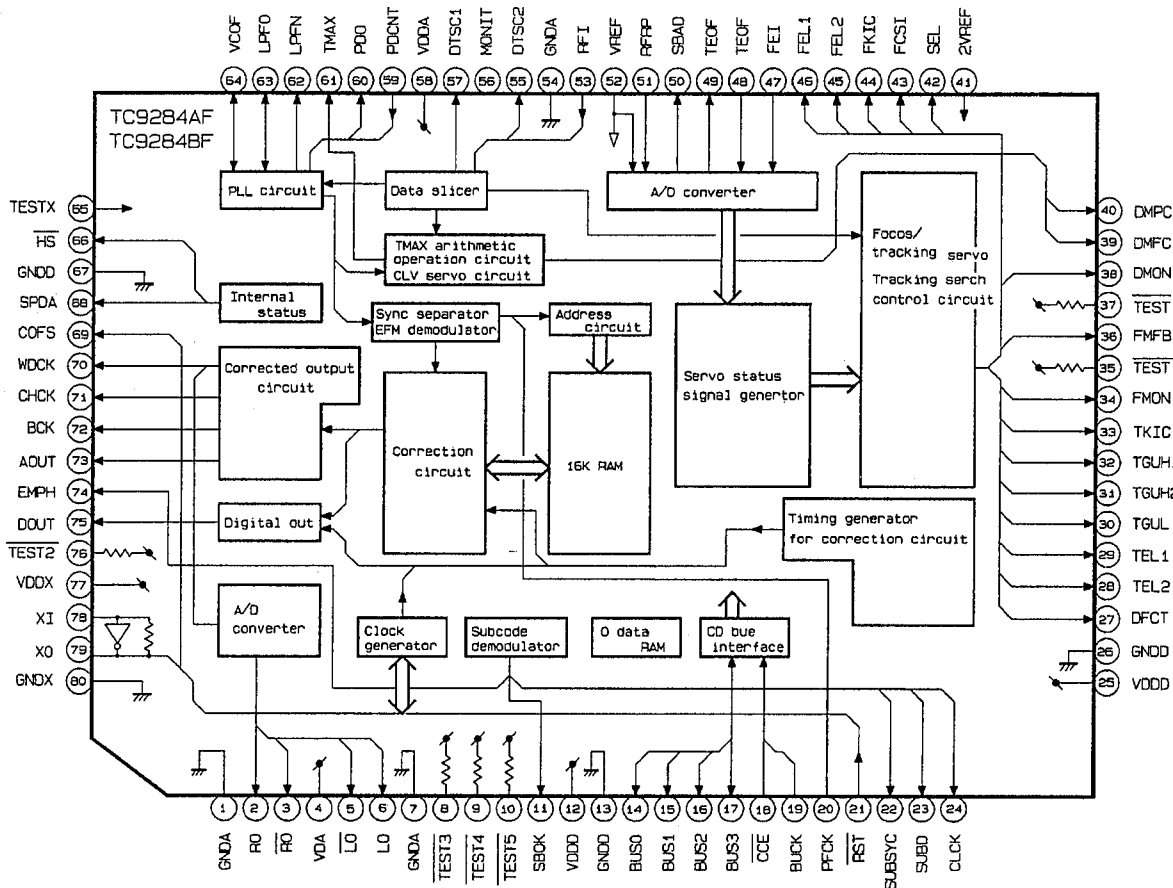 VCOF
LPFO
LPFN
TMAX
PDO
PDCNT
VDDA
DTSC1
MONIT
DTSC2
GNDA
RFI
VREF
RFRP
SBAD
TEOF
TEOF
FEI
FEL1
FEL2
FKIC
FCSI
SEL
2VREF
64 63 62 61 60 59 58 57 56 55 54 53 52 51 50 49 48 47 46 45 44 43 42 41
TC9284AF
TC9284BF
PLL circuit
Data slicer
A/D converter
TMAX arithmetic
operation circuit
CLV servo circuit
Focos/
tracking servo
Tracking serch
control circuit
Internal
status
Sync separator
EFM demodulator
Address
circuit
Corrected output
circuit
Correction
circuit
16K RAM
Servo status
signal genertor
Digital out
Timing generator
for correction circuit
A/D
converter
Clock
generator
Subcode
demodulator
O data
RAM
CD bus
interface
TESTX 65
HS 66
GNDD 67
SPDA 68
COFS 69
WDCK 70
CHCK 71
BCK 72
AOUT 73
EMPH 74
DOUT 75
TEST2 76
VDDX 77
XI 78
XO 79
GNDX 80
40 DMPC
39 DMFC
38 DMON
37 TEST
36 FMFB
35 TEST
34 FMON
33 TKIC
32 TGUH
31 TGUH2
30 TGUL
29 TEL1
28 TEL2
27 DFCT
26 GNDD
25 VDDD
1 2 3 4 5 6 7 8 9 10 11 12 13 14 15 16 17 18 19 20 21 22 23 24
GNDA
RO
RO
VDA
LO
LO
GNDA
TEST3
TEST4
TEST5
SBOK
VDDD
GNDD
BUS0
BUS1
BUS2
BUS3
CCE
BUCK
PFCK
RST
SUBSYC
SUBD
CLCK